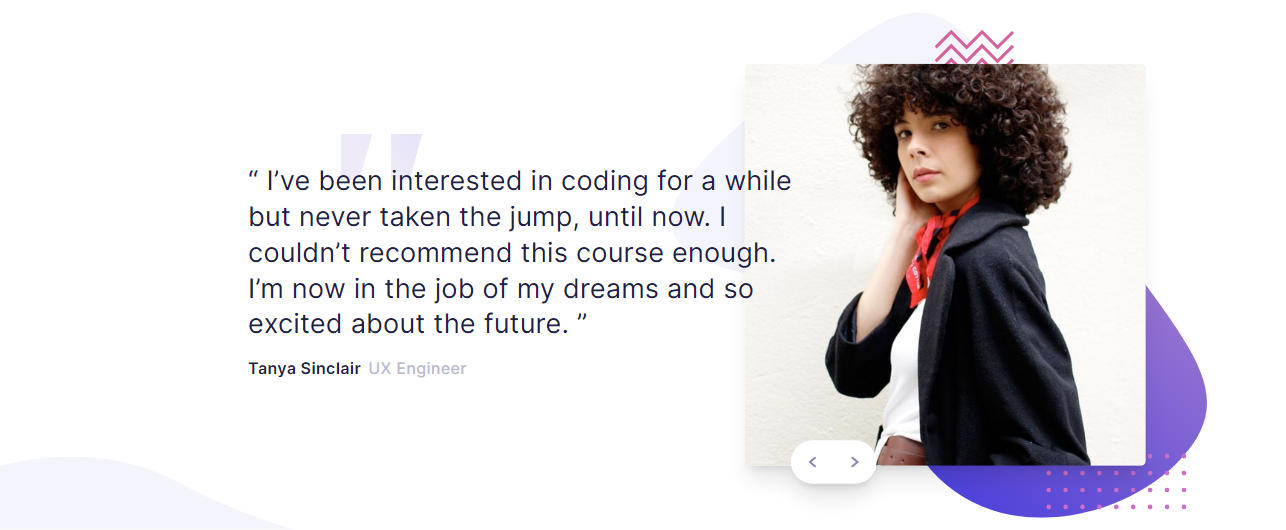 “ I’ve been interested in coding for a while
but never taken the jump, until now. I
couldn’t recommend this course enough.
I’m now in the job of my dreams and so
excited about the future. ”
Tanya Sinclair UX Engineer